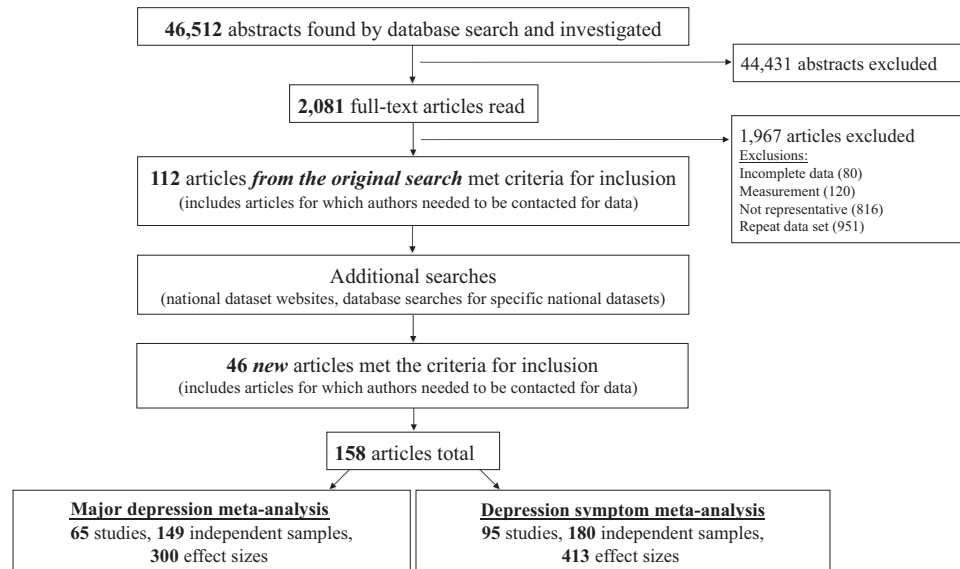 46,512 abstracts found by database search and investigated
44,431 abstracts excluded
2,081 full-text articles read
1,967 articles excluded
Exclusions:
Incomplete data (80)
Measurement (120)
Not representative (816)
Repeat data set (951)
112 articles from the original search met criteria for inclusion
(includes articles for which authors needed to be contacted for data)
Additional searches
(national dataset websites, database searches for specific national datasets)
46 new articles met the criteria for inclusion
(includes articles for which authors needed to be contacted for data)
158 articles total
Major depression meta-analysis
65 studies, 149 independent samples,
300 effect sizes
Depression symptom meta-analysis
95 studies, 180 independent samples,
413 effect sizes